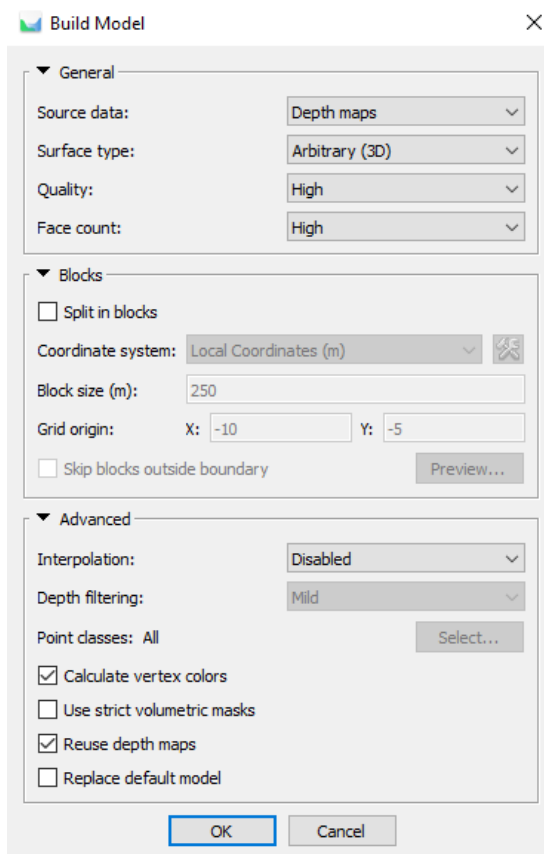 Build Model
General
Source data: Depth maps
Surface type: Arbitrary (3D)
Quality: High
Face count: High
Blocks
Split in blocks
Coordinate system: Local Coordinates (m)
Block size (m): 250
Grid origin: X: -10 Y: -5
Skip blocks outside boundary Preview...
Advanced
Interpolation: Disabled
Depth filtering: Mild
Point classes: All Select...
Calculate vertex colors
Use strict volumetric masks
Reuse depth maps
Replace default model
OK Cancel